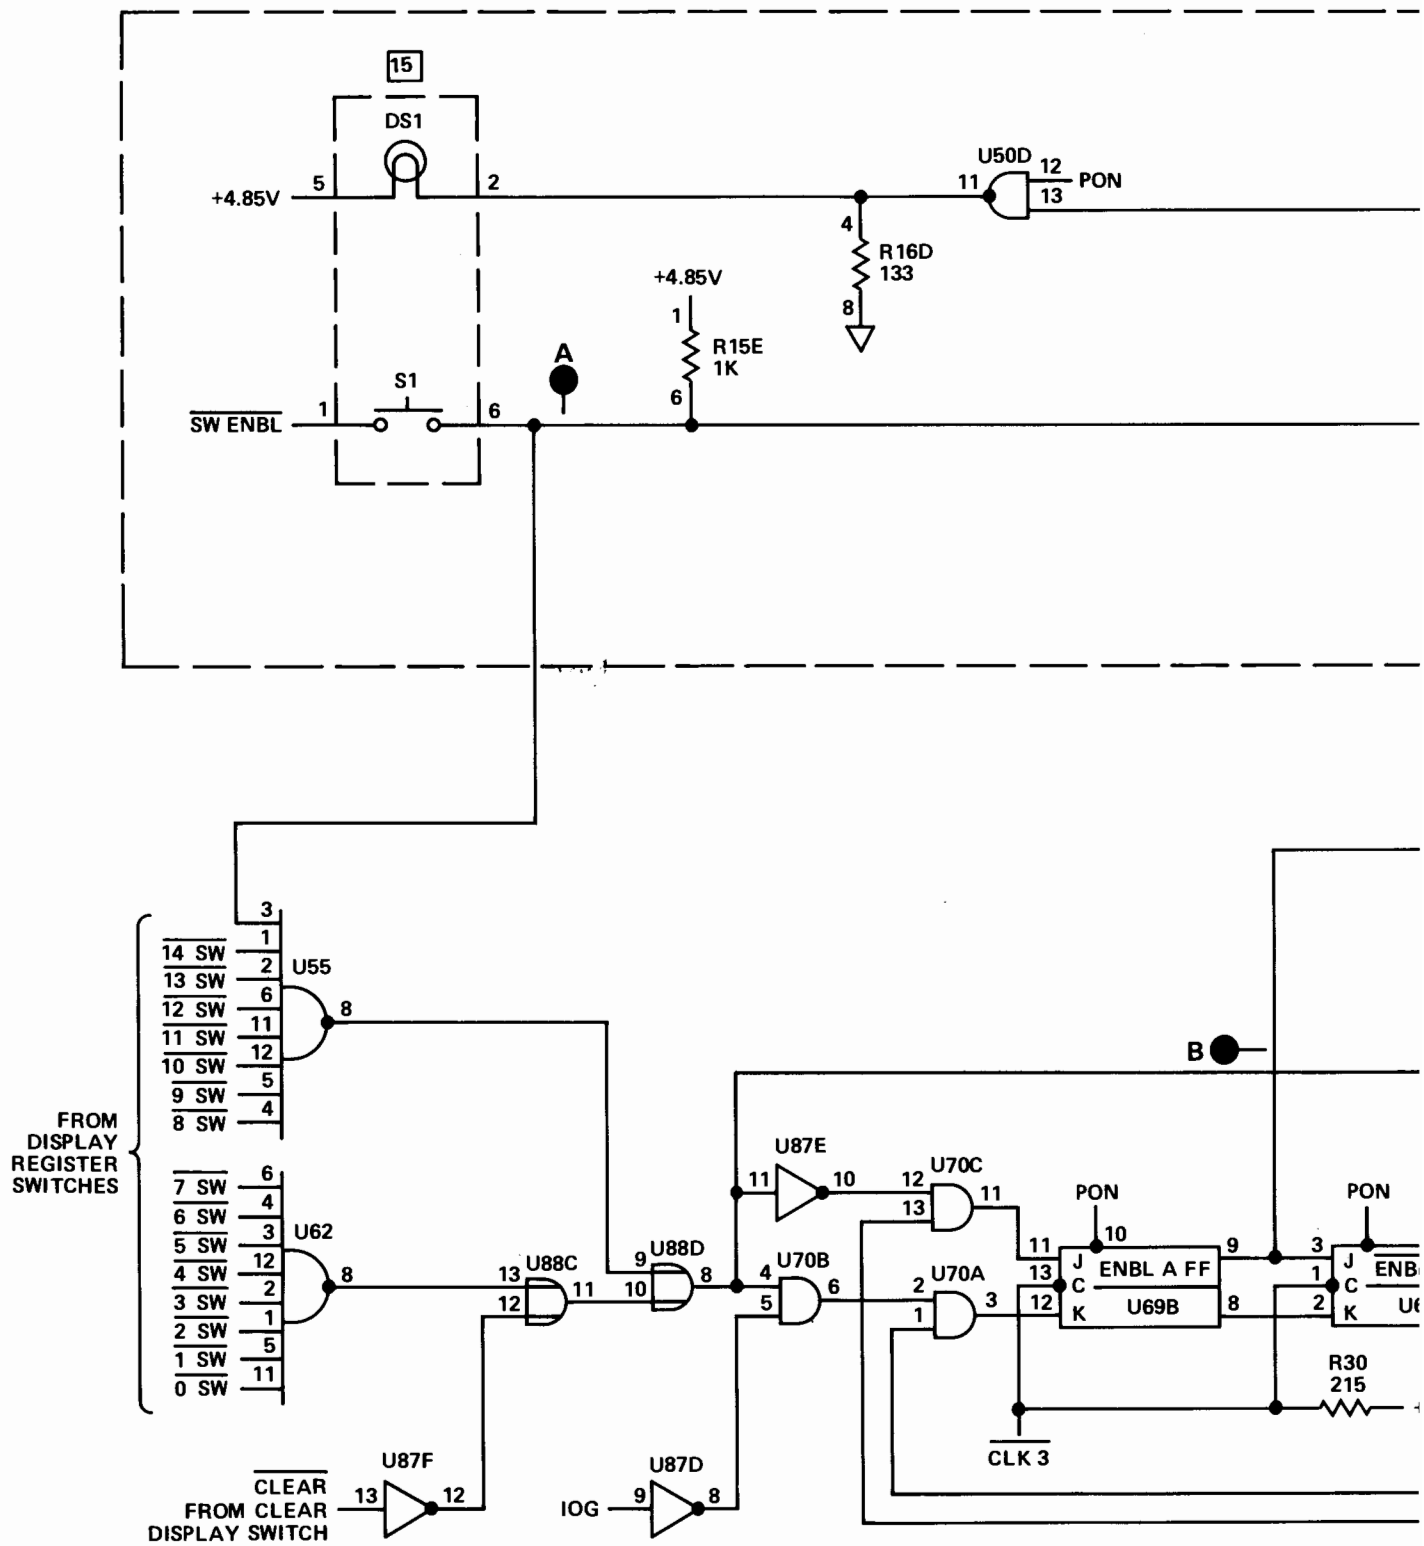 15
DS1
+4.85V
5
2
U50D
11
12
PON
13
4
R16D
133
8
+4.85V
1
R15E
1K
6
A
S1
SW ENBL
1
6
3
14 SW
1
13 SW
2
U55
12 SW
6
8
11 SW
11
10 SW
12
9 SW
5
8 SW
4
FROM
DISPLAY
REGISTER
SWITCHES
7 SW
6
6 SW
4
5 SW
3
U62
4 SW
12
8
3 SW
2
2 SW
1
1 SW
5
0 SW
11
U88C
13
12
11
U88D
9
10
8
B
U87E
11
10
U70C
12
13
11
U70B
4
5
6
U70A
2
1
3
PON
10
11
J
9
13
C
ENBL A FF
12
K
U69B
8
PON
3
J
1
C
ENB
2
K
U6
R30
215
+
CLK 3
CLEAR
FROM CLEAR
DISPLAY SWITCH
13
U87F
12
IOG
9
U87D
8